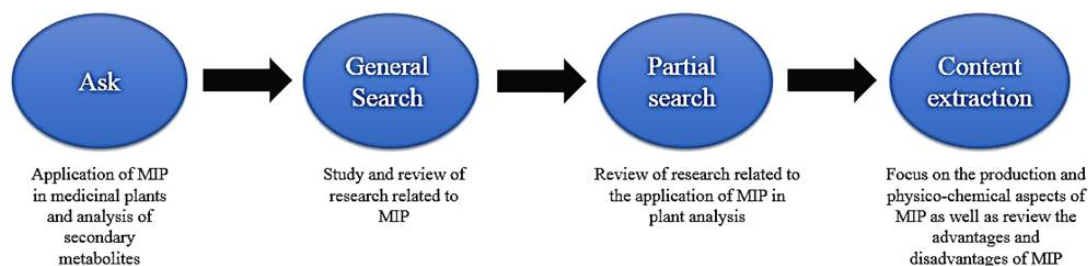 Ask
General
Search
Partial
search
Content
extraction
Application of MIP
in medicinal plants
and analysis of
secondary
metabolites
Study and review of
research related to
MIP
Review of research related to
the application of MIP in
plant analysis
Focus on the production and
physico-chemical aspects of
MIP as well as review the
advantages and
disadvantages of MIP